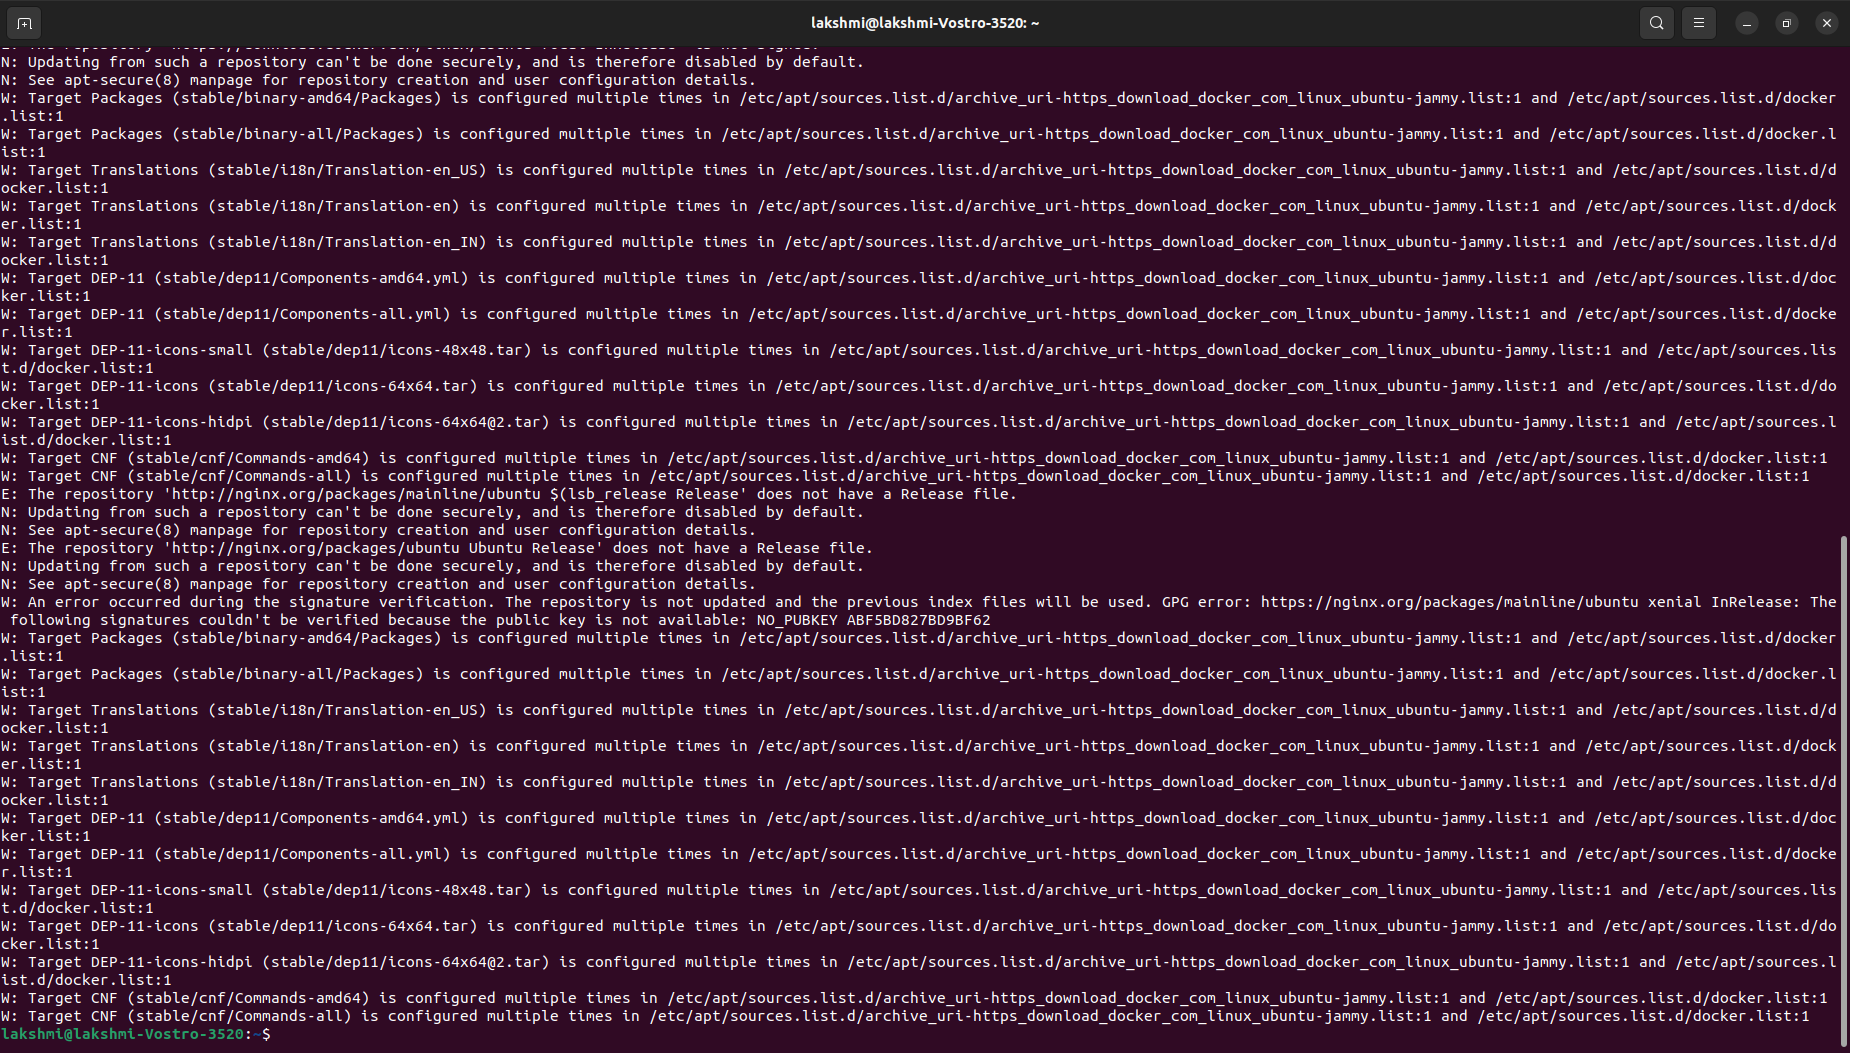 lakshmi@lakshmi-Vostro-3520: ~
N: Updating from such a repository can't be done securely, and is therefore disabled by default.
N: See apt-secure(8) manpage for repository creation and user configuration details.
W: Target Packages (stable/binary-amd64/Packages) is configured multiple times in /etc/apt/sources.list.d/archive_uri-https_download_docker_com_linux_ubuntu-jammy.list:1 and /etc/apt/sources.list.d/docker
.list:1
W: Target Packages (stable/binary-all/Packages) is configured multiple times in /etc/apt/sources.list.d/archive_uri-https_download_docker_com_linux_ubuntu-jammy.list:1 and /etc/apt/sources.list.d/docker.l
ist:1
W: Target Translations (stable/i18n/Translation-en_US) is configured multiple times in /etc/apt/sources.list.d/archive_uri-https_download_docker_com_linux_ubuntu-jammy.list:1 and /etc/apt/sources.list.d/d
ocker.list:1
W: Target Translations (stable/i18n/Translation-en) is configured multiple times in /etc/apt/sources.list.d/archive_uri-https_download_docker_com_linux_ubuntu-jammy.list:1 and /etc/apt/sources.list.d/dock
er.list:1
W: Target Translations (stable/i18n/Translation-en_IN) is configured multiple times in /etc/apt/sources.list.d/archive_uri-https_download_docker_com_linux_ubuntu-jammy.list:1 and /etc/apt/sources.list.d/d
ocker.list:1
W: Target DEP-11 (stable/dep11/Components-amd64.yml) is configured multiple times in /etc/apt/sources.list.d/archive_uri-https_download_docker_com_linux_ubuntu-jammy.list:1 and /etc/apt/sources.list.d/doc
ker.list:1
W: Target DEP-11 (stable/dep11/Components-all.yml) is configured multiple times in /etc/apt/sources.list.d/archive_uri-https_download_docker_com_linux_ubuntu-jammy.list:1 and /etc/apt/sources.list.d/docke
r.list:1
W: Target DEP-11-icons-small (stable/dep11/icons-48x48.tar) is configured multiple times in /etc/apt/sources.list.d/archive_uri-https_download_docker_com_linux_ubuntu-jammy.list:1 and /etc/apt/sources.lis
t.d/docker.list:1
W: Target DEP-11-icons (stable/dep11/icons-64x64.tar) is configured multiple times in /etc/apt/sources.list.d/archive_uri-https_download_docker_com_linux_ubuntu-jammy.list:1 and /etc/apt/sources.list.d/do
cker.list:1
W: Target DEP-11-icons-hidpi (stable/dep11/icons-64x64@2.tar) is configured multiple times in /etc/apt/sources.list.d/archive_uri-https_download_docker_com_linux_ubuntu-jammy.list:1 and /etc/apt/sources.l
ist.d/docker.list:1
W: Target CNF (stable/cnf/Commands-amd64) is configured multiple times in /etc/apt/sources.list.d/archive_uri-https_download_docker_com_linux_ubuntu-jammy.list:1 and /etc/apt/sources.list.d/docker.list:1
W: Target CNF (stable/cnf/Commands-all) is configured multiple times in /etc/apt/sources.list.d/archive_uri-https_download_docker_com_linux_ubuntu-jammy.list:1 and /etc/apt/sources.list.d/docker.list:1
E: The repository 'http://nginx.org/packages/mainline/ubuntu $(lsb_release Release' does not have a Release file.
N: Updating from such a repository can't be done securely, and is therefore disabled by default.
N: See apt-secure(8) manpage for repository creation and user configuration details.
E: The repository 'http://nginx.org/packages/ubuntu Ubuntu Release' does not have a Release file.
N: Updating from such a repository can't be done securely, and is therefore disabled by default.
N: See apt-secure(8) manpage for repository creation and user configuration details.
W: An error occurred during the signature verification. The repository is not updated and the previous index files will be used. GPG error: https://nginx.org/packages/mainline/ubuntu xenial InRelease: The
 following signatures couldn't be verified because the public key is not available: NO_PUBKEY ABF5BD827BD9BF62
W: Target Packages (stable/binary-amd64/Packages) is configured multiple times in /etc/apt/sources.list.d/archive_uri-https_download_docker_com_linux_ubuntu-jammy.list:1 and /etc/apt/sources.list.d/docker
.list:1
W: Target Packages (stable/binary-all/Packages) is configured multiple times in /etc/apt/sources.list.d/archive_uri-https_download_docker_com_linux_ubuntu-jammy.list:1 and /etc/apt/sources.list.d/docker.l
ist:1
W: Target Translations (stable/i18n/Translation-en_US) is configured multiple times in /etc/apt/sources.list.d/archive_uri-https_download_docker_com_linux_ubuntu-jammy.list:1 and /etc/apt/sources.list.d/d
ocker.list:1
W: Target Translations (stable/i18n/Translation-en) is configured multiple times in /etc/apt/sources.list.d/archive_uri-https_download_docker_com_linux_ubuntu-jammy.list:1 and /etc/apt/sources.list.d/dock
er.list:1
W: Target Translations (stable/i18n/Translation-en_IN) is configured multiple times in /etc/apt/sources.list.d/archive_uri-https_download_docker_com_linux_ubuntu-jammy.list:1 and /etc/apt/sources.list.d/d
ocker.list:1
W: Target DEP-11 (stable/dep11/Components-amd64.yml) is configured multiple times in /etc/apt/sources.list.d/archive_uri-https_download_docker_com_linux_ubuntu-jammy.list:1 and /etc/apt/sources.list.d/doc
ker.list:1
W: Target DEP-11 (stable/dep11/Components-all.yml) is configured multiple times in /etc/apt/sources.list.d/archive_uri-https_download_docker_com_linux_ubuntu-jammy.list:1 and /etc/apt/sources.list.d/docke
r.list:1
W: Target DEP-11-icons-small (stable/dep11/icons-48x48.tar) is configured multiple times in /etc/apt/sources.list.d/archive_uri-https_download_docker_com_linux_ubuntu-jammy.list:1 and /etc/apt/sources.lis
t.d/docker.list:1
W: Target DEP-11-icons (stable/dep11/icons-64x64.tar) is configured multiple times in /etc/apt/sources.list.d/archive_uri-https_download_docker_com_linux_ubuntu-jammy.list:1 and /etc/apt/sources.list.d/do
cker.list:1
W: Target DEP-11-icons-hidpi (stable/dep11/icons-64x64@2.tar) is configured multiple times in /etc/apt/sources.list.d/archive_uri-https_download_docker_com_linux_ubuntu-jammy.list:1 and /etc/apt/sources.l
ist.d/docker.list:1
W: Target CNF (stable/cnf/Commands-amd64) is configured multiple times in /etc/apt/sources.list.d/archive_uri-https_download_docker_com_linux_ubuntu-jammy.list:1 and /etc/apt/sources.list.d/docker.list:1
W: Target CNF (stable/cnf/Commands-all) is configured multiple times in /etc/apt/sources.list.d/archive_uri-https_download_docker_com_linux_ubuntu-jammy.list:1 and /etc/apt/sources.list.d/docker.list:1
lakshmi@lakshmi-Vostro-3520:~$